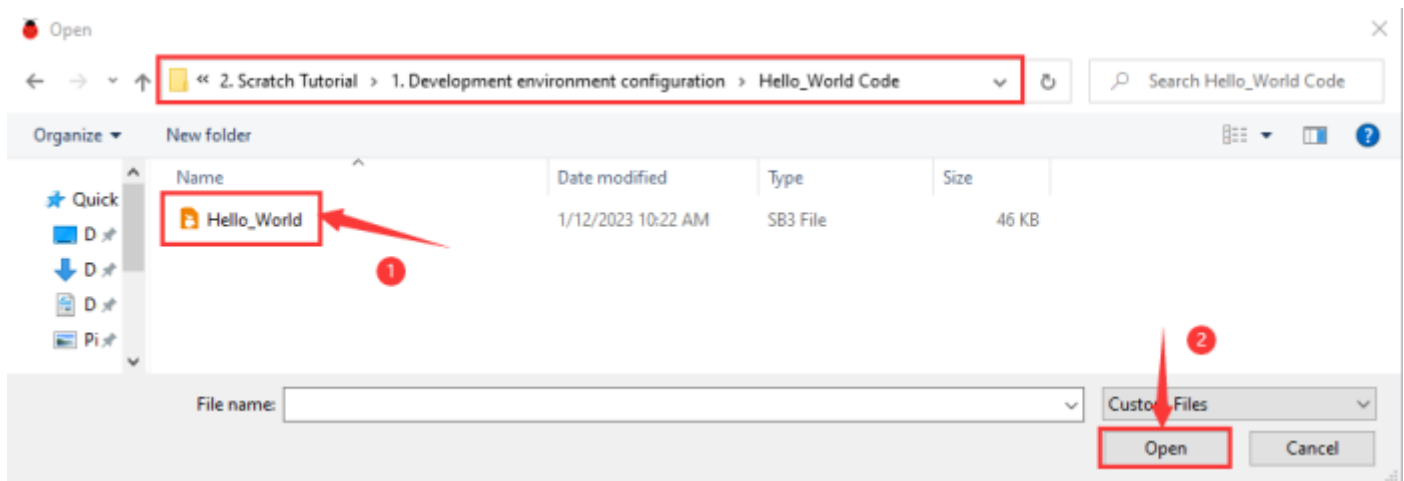 Open
« 2. Scratch Tutorial > 1. Development environment configuration > Hello_World Code
Search Hello_World Code
Organize
New folder
Name
Date modified
Type
Size
Quick
Hello_World
1/12/2023 10:22 AM
SB3 File
46 KB
D
1
D
D
Pi
2
File name:
Custom Files
Open
Cancel